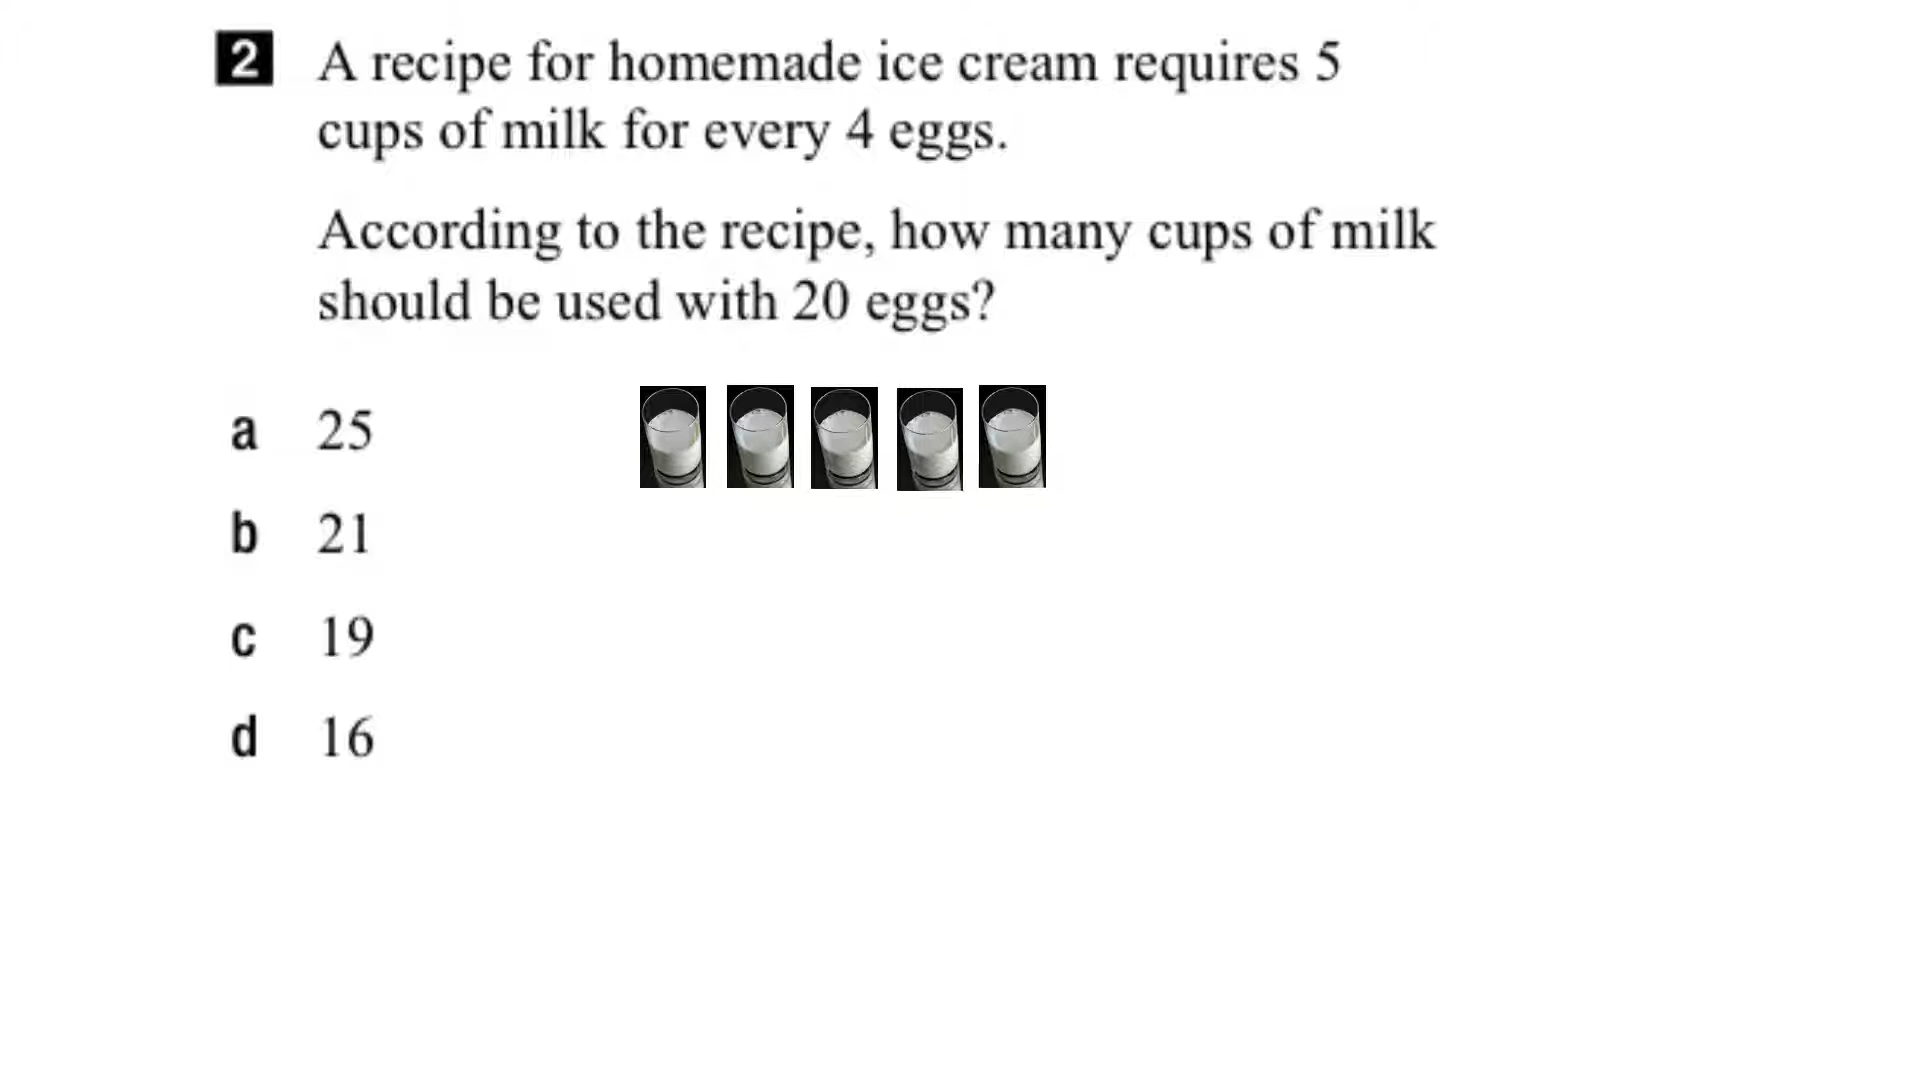 2 A recipe for homemade ice cream requires 5
cups of milk for every 4 eggs.
According to the recipe, how many cups of milk
should be used with 20 eggs?
a 25
b 21
c 19
d 16